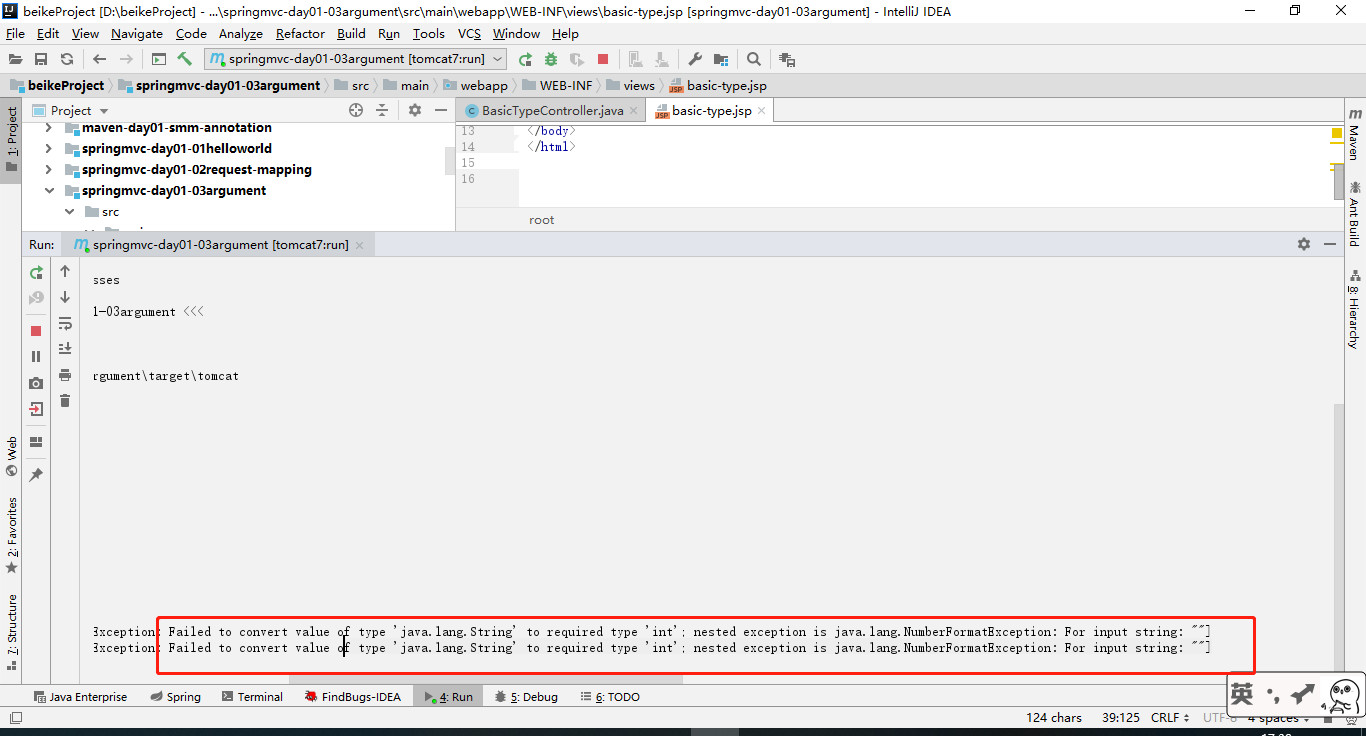 beikeProject [D:\beikeProject] - ...\springmvc-day01-03argument\src\main\webapp\WEB-INF\views\basic-type.jsp [springmvc-day01-03argument] - IntelliJ IDEA
File Edit View Navigate Code Analyze Refactor Build Run Tools VCS Window Help
springmvc-day01-03argument [tomcat7:run]
beikeProject springmvc-day01-03argument src main webapp WEB-INF views basic-type.jsp
Project
BasicTypeController.java basic-type.jsp
1: Project
maven-day01-smm-annotation
springmvc-day01-01helloworld
springmvc-day01-02request-mapping
springmvc-day01-03argument
src
13 </body>
14 </html>
15
16
root
Maven
Ant Build
8: Hierarchy
Run: springmvc-day01-03argument [tomcat7:run]
sses
1-03argument <<<
rgument\target\tomcat
Exception: Failed to convert value of type 'java.lang.String' to required type 'int'; nested exception is java.lang.NumberFormatException: For input string: ""]
Exception: Failed to convert value of type 'java.lang.String' to required type 'int'; nested exception is java.lang.NumberFormatException: For input string: ""]
Web
2: Favorites
7: Structure
Java Enterprise Spring Terminal FindBugs-IDEA 4: Run 5: Debug 6: TODO
英
124 chars 39:125 CRLF UTF-8 4 spaces